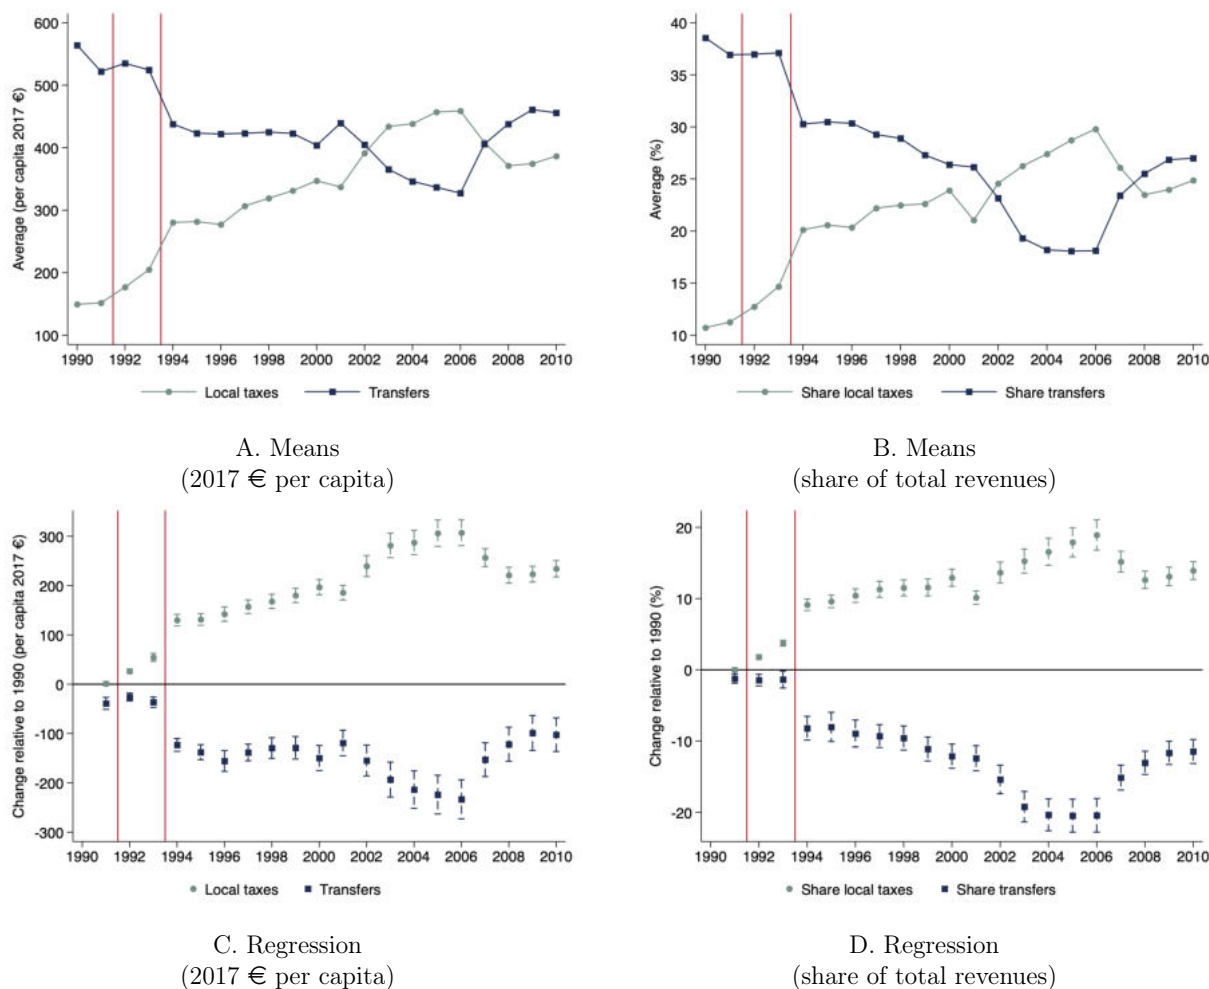 600
500
400
300
200
100
Average (per capita 2017 €)
1990 1992 1994 1996 1998 2000 2002 2004 2006 2008 2010
Local taxes Transfers
A. Means
(2017 € per capita)
40
35
30
25
20
15
10
Average (%)
1990 1992 1994 1996 1998 2000 2002 2004 2006 2008 2010
Share local taxes Share transfers
B. Means
(share of total revenues)
300
200
100
0
-100
-200
-300
Change relative to 1990 (per capita 2017 €)
1990 1992 1994 1996 1998 2000 2002 2004 2006 2008 2010
Local taxes Transfers
C. Regression
(2017 € per capita)
20
10
0
-10
-20
Change relative to 1990 (%)
1990 1992 1994 1996 1998 2000 2002 2004 2006 2008 2010
Share local taxes Share transfers
D. Regression
(share of total revenues)